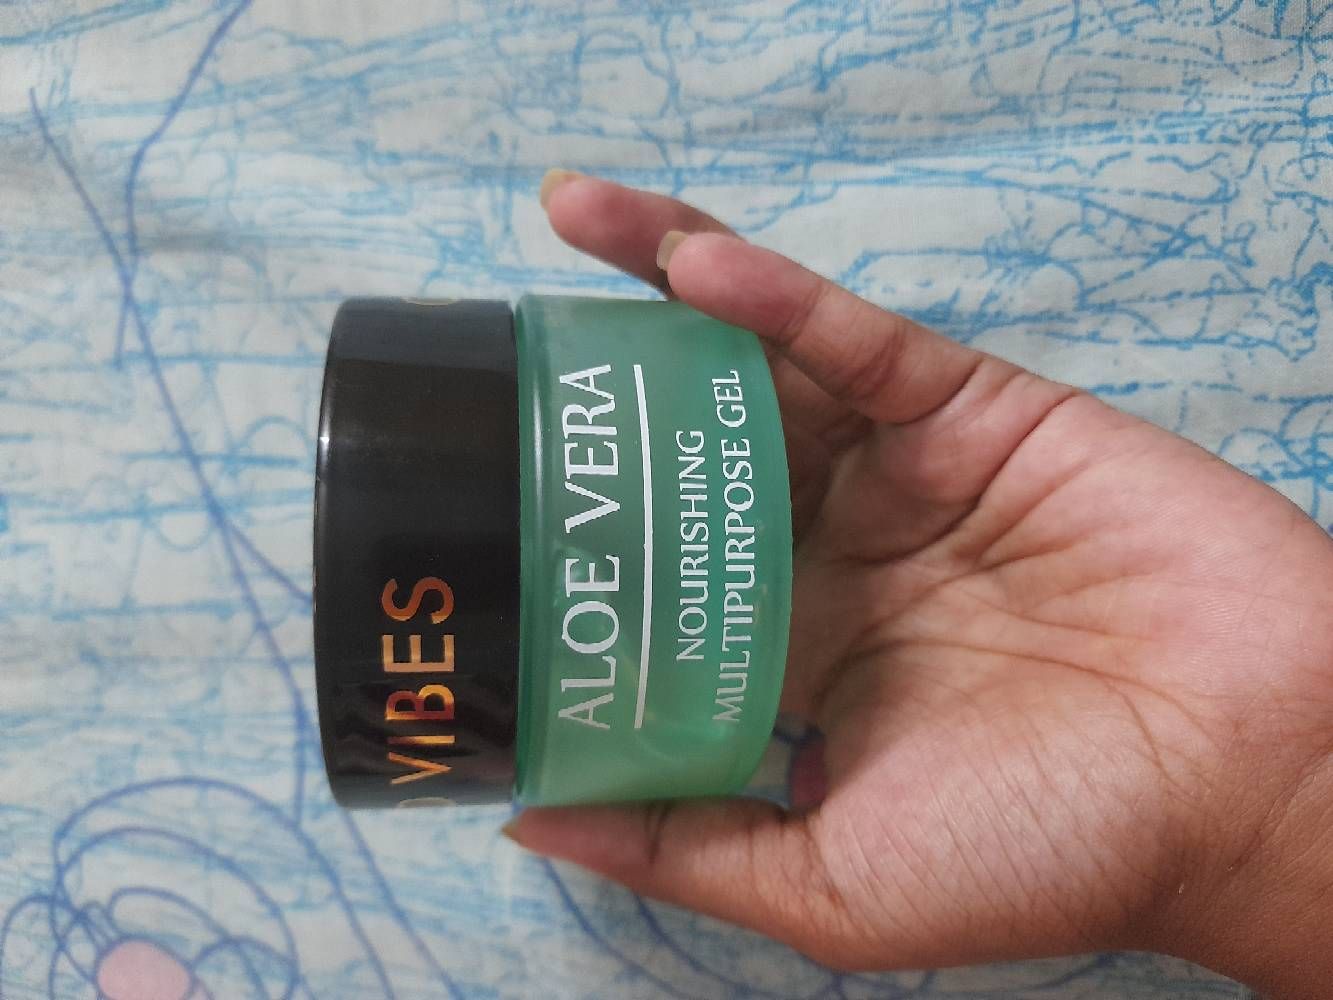 VIBES
ALOE VERA
NOURISHING
MULTIPURPOSE GEL